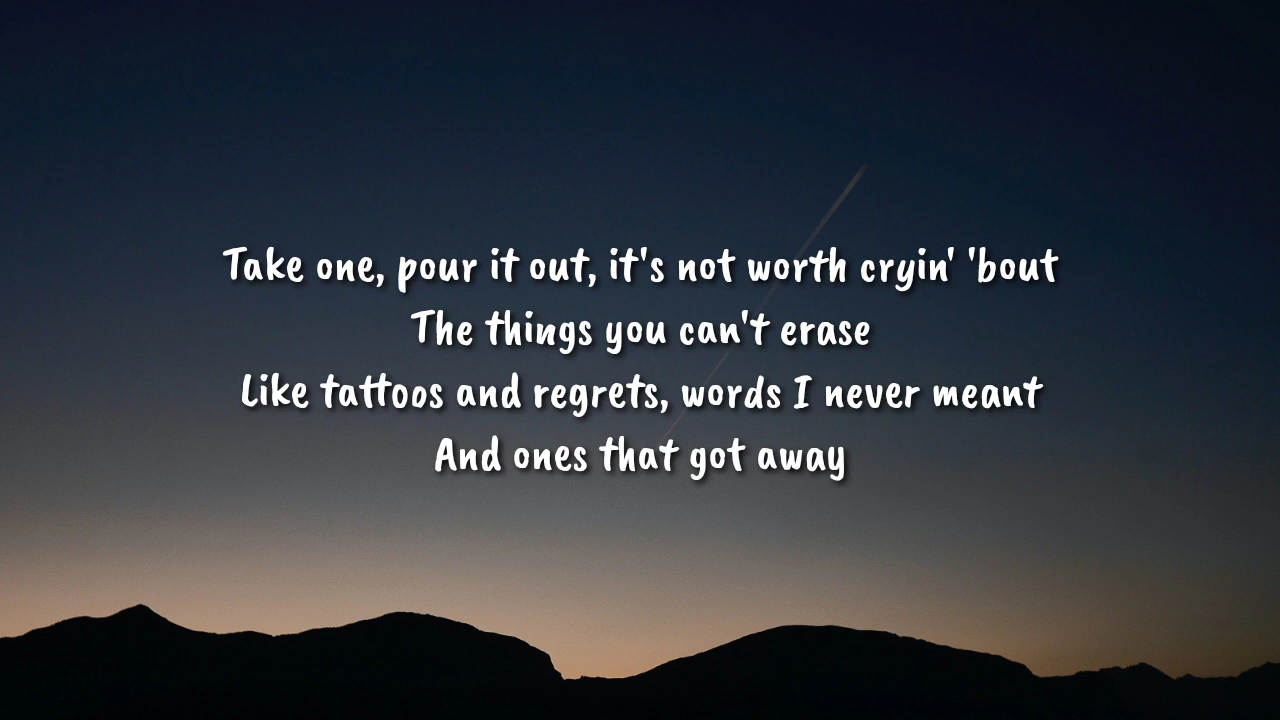 Take one, pour it out, it's not worth cryin' 'bout
The things you can't erase
Like tattoos and regrets, words I never meant
And ones that got away